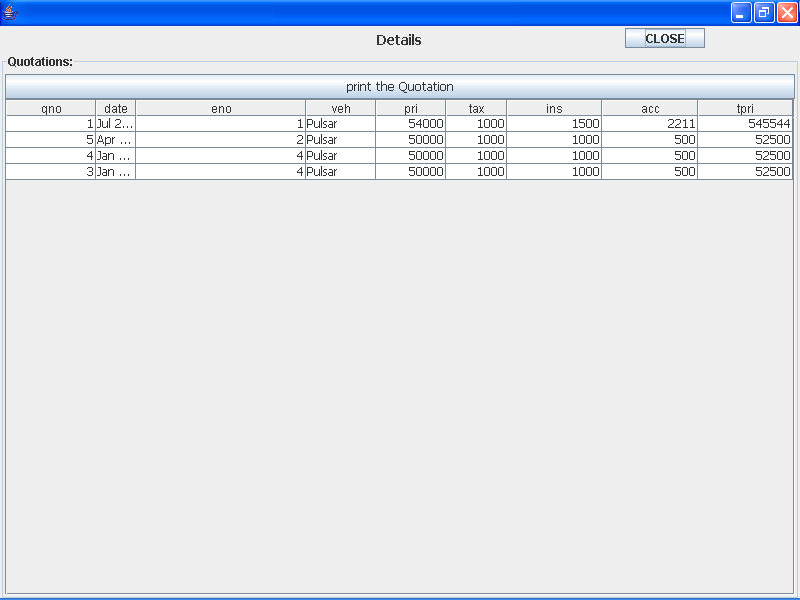 Details CLOSE
Quotations:
print the Quotation
qno date eno veh pri tax ins acc tpri
1 Jul 2... 1 Pulsar 54000 1000 1500 2211 545544
5 Apr ... 2 Pulsar 50000 1000 1000 500 52500
4 Jan ... 4 Pulsar 50000 1000 1000 500 52500
3 Jan ... 4 Pulsar 50000 1000 1000 500 52500